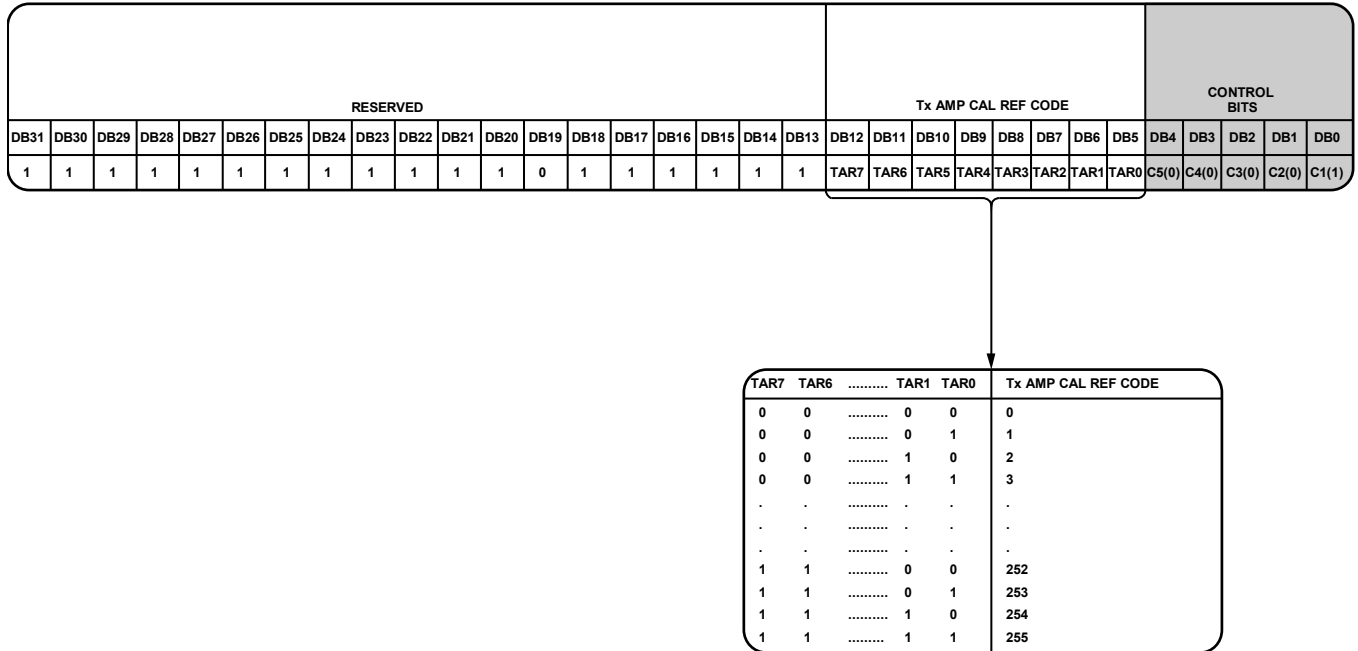 RESERVED Tx AMP CAL REF CODE CONTROL
BITS
DB31 DB30 DB29 DB28 DB27 DB26 DB25 DB24 DB23 DB22 DB21 DB20 DB19 DB18 DB17 DB16 DB15 DB14 DB13 DB12 DB11 DB10 DB9 DB8 DB7 DB6 DB5 DB4 DB3 DB2 DB1 DB0
1 1 1 1 1 1 1 1 1 1 1 1 0 1 1 1 1 1 1 TAR7 TAR6 TAR5 TAR4 TAR3 TAR2 TAR1 TAR0 C5(0) C4(0) C3(0) C2(0) C1(1)
TAR7 TAR6 .......... TAR1 TAR0 Tx AMP CAL REF CODE
0 0 .......... 0 0 0
0 0 .......... 0 1 1
0 0 .......... 1 0 2
0 0 .......... 1 1 3
. . .......... . . .
. . .......... . . .
. . .......... . . .
1 1 .......... 0 0 252
1 1 .......... 0 1 253
1 1 .......... 1 0 254
1 1 ......... 1 1 255